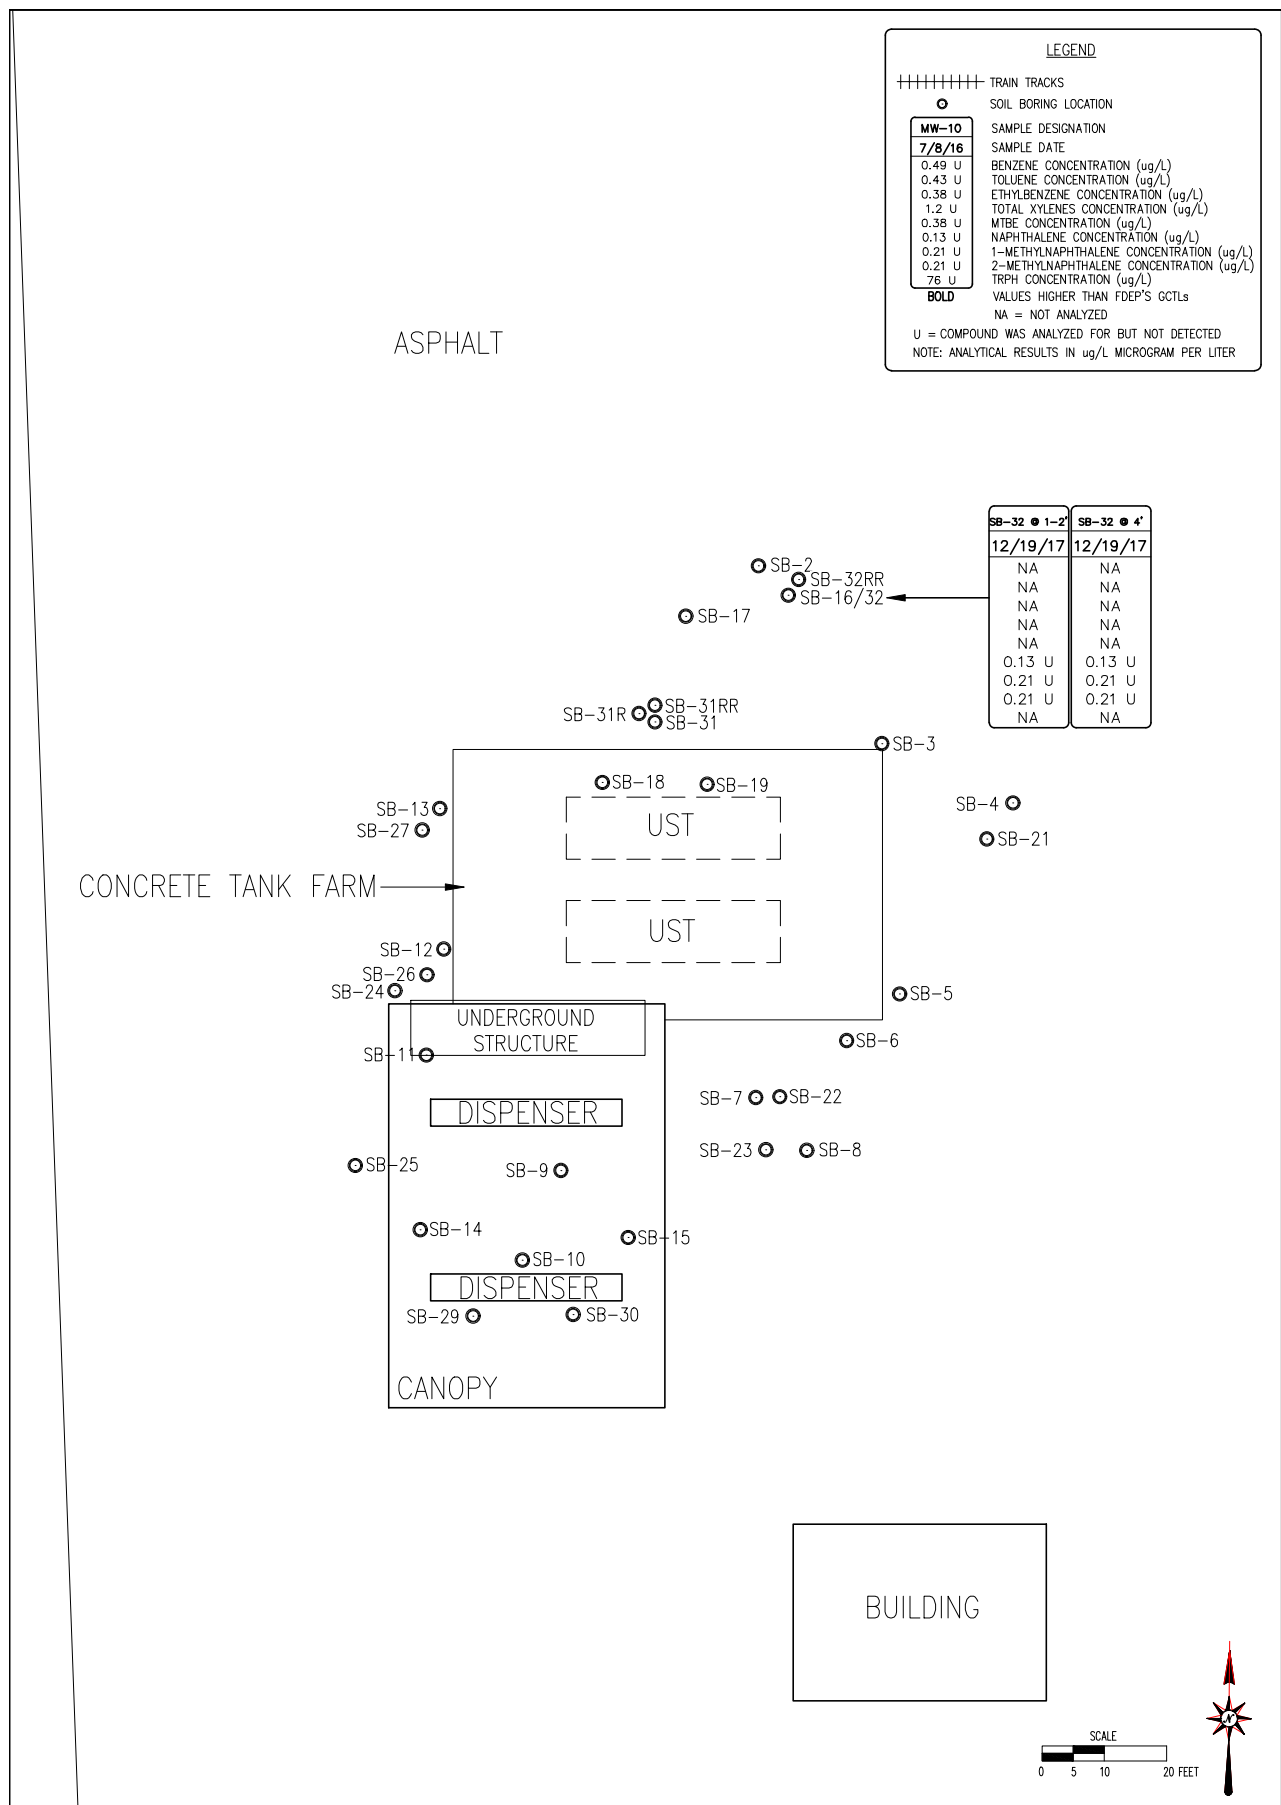 LEGEND
TRAIN TRACKS
SOIL BORING LOCATION
MW-10 SAMPLE DESIGNATION
7/8/16 SAMPLE DATE
0.49 U BENZENE CONCENTRATION (ug/L)
0.43 U TOLUENE CONCENTRATION (ug/L)
0.38 U ETHYLBENZENE CONCENTRATION (ug/L)
1.2 U TOTAL XYLENES CONCENTRATION (ug/L)
0.38 U MTBE CONCENTRATION (ug/L)
0.13 U NAPHTHALENE CONCENTRATION (ug/L)
0.21 U 1-METHYLNAPHTHALENE CONCENTRATION (ug/L)
0.21 U 2-METHYLNAPHTHALENE CONCENTRATION (ug/L)
76 U TRPH CONCENTRATION (ug/L)
BOLD VALUES HIGHER THAN FDEP'S GCTLs
NA = NOT ANALYZED
U = COMPOUND WAS ANALYZED FOR BUT NOT DETECTED
NOTE: ANALYTICAL RESULTS IN ug/L MICROGRAM PER LITER
ASPHALT
SB-32 @ 1-2' SB-32 @ 4'
12/19/17 12/19/17
NA NA
NA NA
NA NA
NA NA
NA NA
0.13 U 0.13 U
0.21 U 0.21 U
0.21 U 0.21 U
NA NA
SB-2
SB-32RR
SB-16/32
SB-17
SB-31RR
SB-31R
SB-31
SB-3
SB-18
SB-19
SB-4
SB-13
SB-27
UST
SB-21
CONCRETE TANK FARM
UST
SB-12
SB-26
SB-24
SB-5
UNDERGROUND
STRUCTURE
SB-6
SB-11
SB-7
SB-22
DISPENSER
SB-23
SB-8
SB-25
SB-9
SB-14
SB-15
SB-10
DISPENSER
SB-29
SB-30
CANOPY
BUILDING
N
SCALE
0 5 10 20 FEET